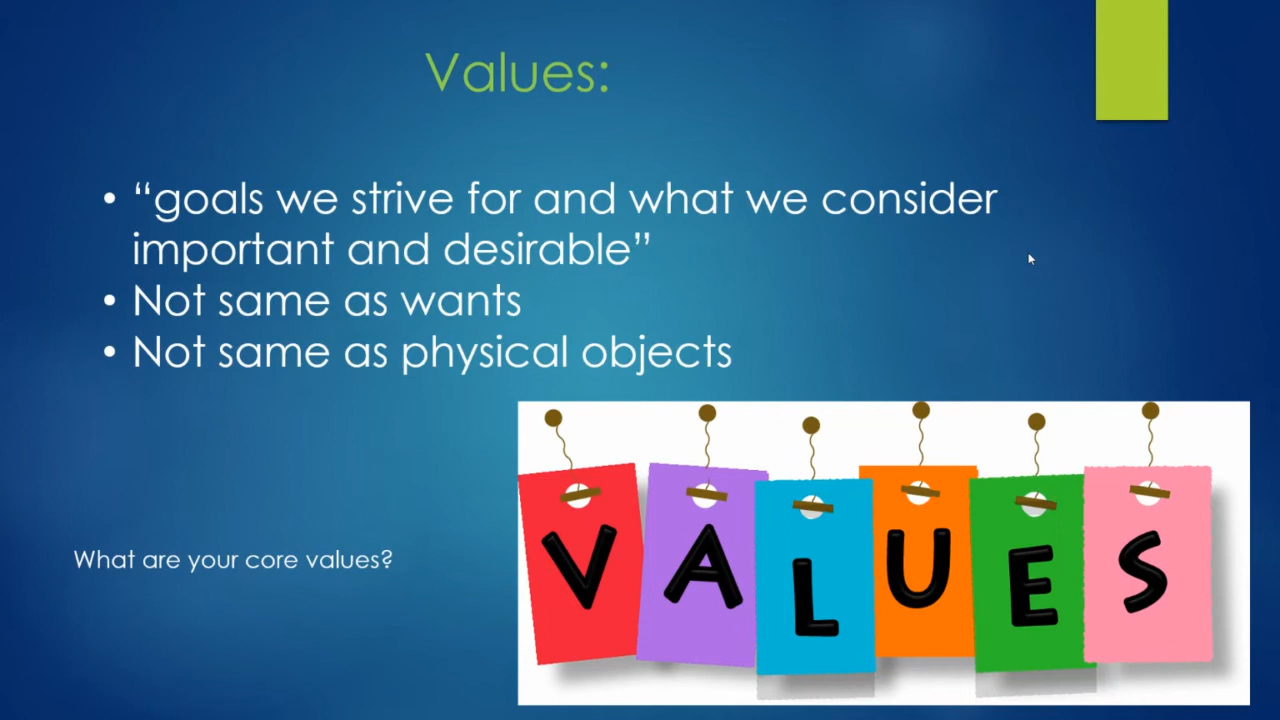 Values:
• “goals we strive for and what we consider
important and desirable”
• Not same as wants
• Not same as physical objects
What are your core values?
VALUES